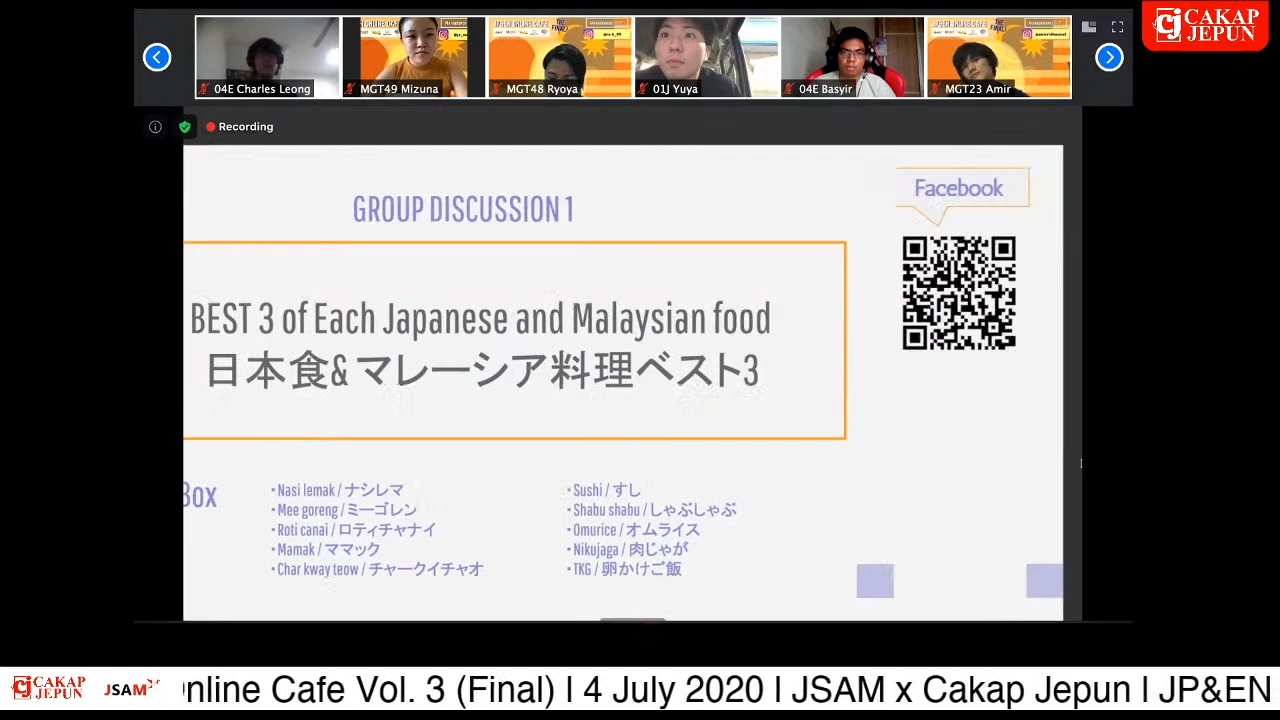 CAKAP
JEPUN
JP&EN ONLINE CAFE
THE
FINAL!
04E Charles Leong
MGT49 Mizuna
MGT48 Ryoya
01J Yuya
04E Basyir
MGT23 Amir
Recording
Facebook
GROUP DISCUSSION 1
BEST 3 of Each Japanese and Malaysian food
日本食&マレーシア料理ベスト3
Box
・Nasi lemak / ナシレマ
・Mee goreng / ミーゴレン
・Roti canai / ロティチャナイ
・Mamak / ママック
・Char kway teow / チャークイチャオ
・Sushi / すし
・Shabu shabu / しゃぶしゃぶ
・Omurice / オムライス
・Nikujaga / 肉じゃが
・TKG / 卵かけご飯
CAKAP
JEPUN
JSAM
nline Cafe Vol. 3 (Final) I 4 July 2020 I JSAM x Cakap Jepun I JP&EN